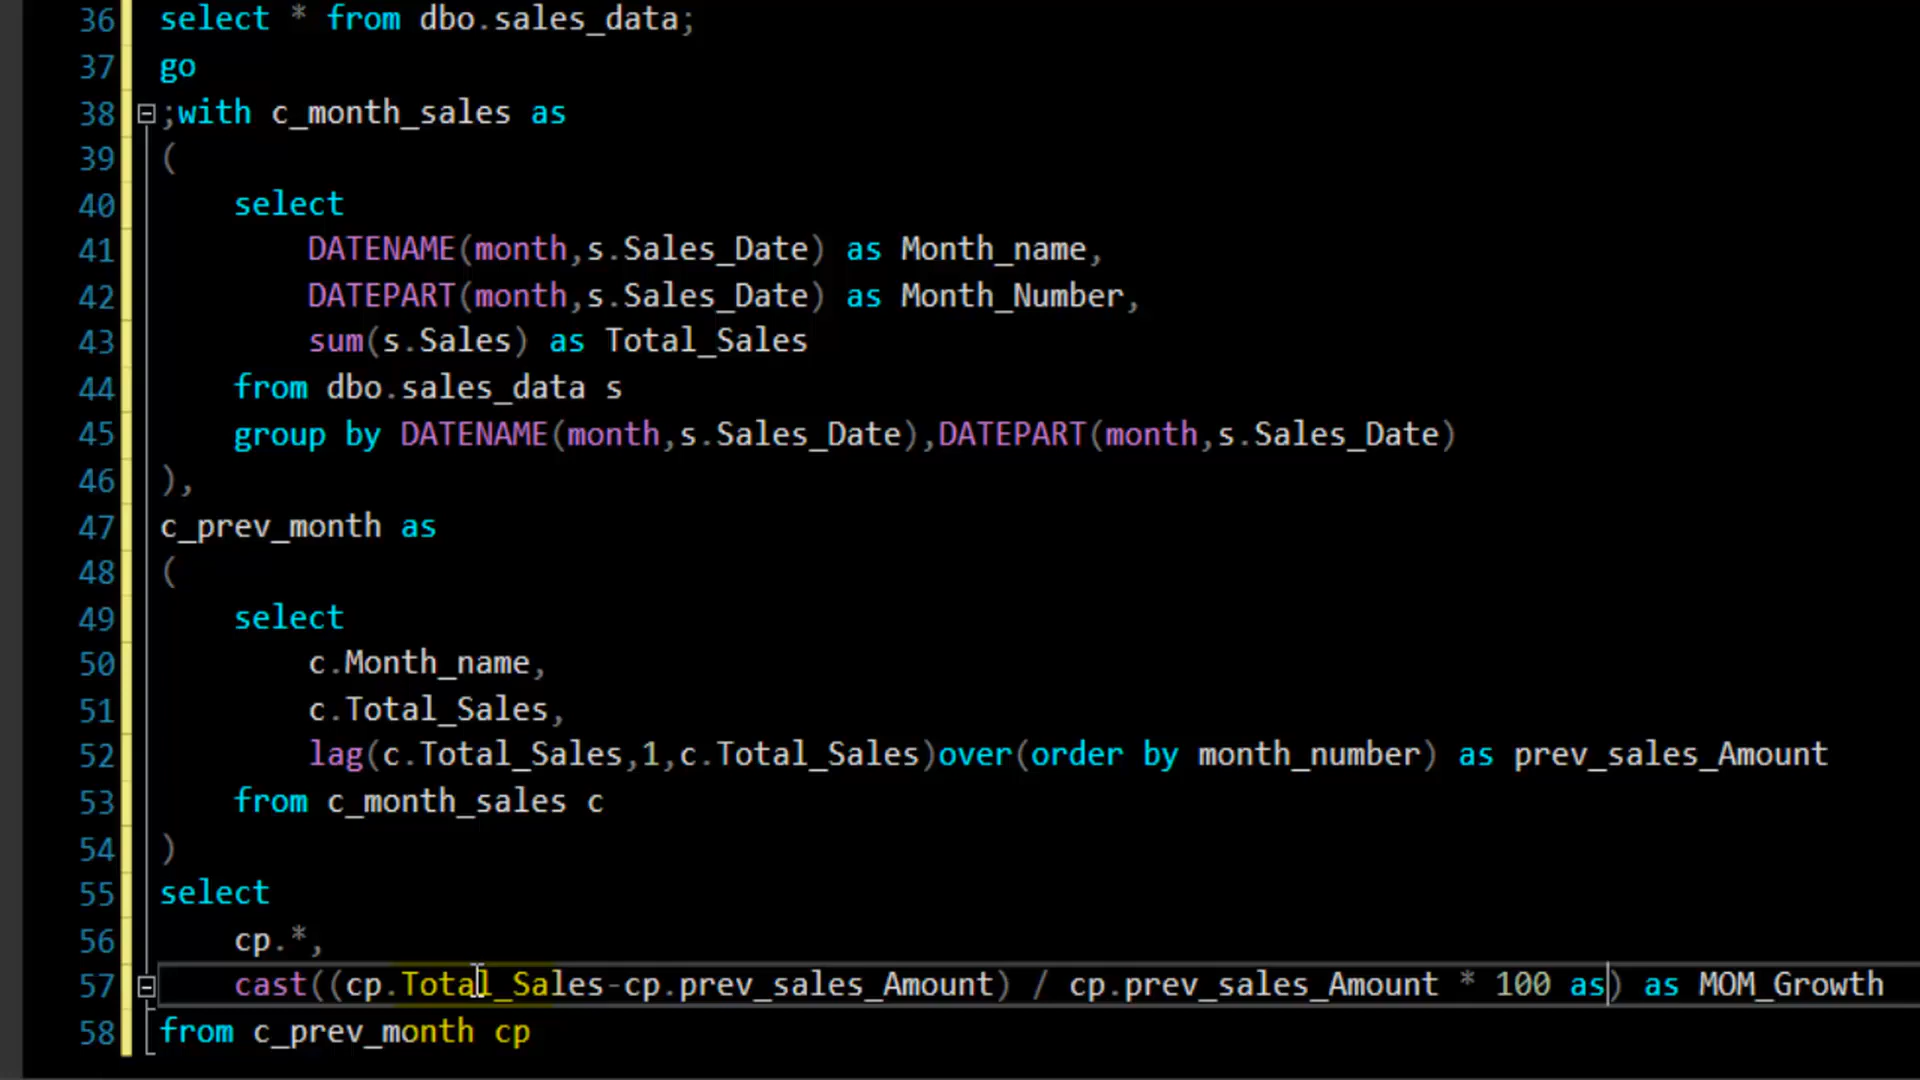 36 select * from dbo.sales_data;
37 go
38 ;with c_month_sales as
39 (
40 select
41 DATENAME(month,s.Sales_Date) as Month_name,
42 DATEPART(month,s.Sales_Date) as Month_Number,
43 sum(s.Sales) as Total_Sales
44 from dbo.sales_data s
45 group by DATENAME(month,s.Sales_Date),DATEPART(month,s.Sales_Date)
46 ),
47 c_prev_month as
48 (
49 select
50 c.Month_name,
51 c.Total_Sales,
52 lag(c.Total_Sales,1,c.Total_Sales)over(order by month_number) as prev_sales_Amount
53 from c_month_sales c
54 )
55 select
56 cp.*,
57 cast((cp.Total_Sales-cp.prev_sales_Amount) / cp.prev_sales_Amount * 100 as) as MOM_Growth
58 from c_prev_month cp